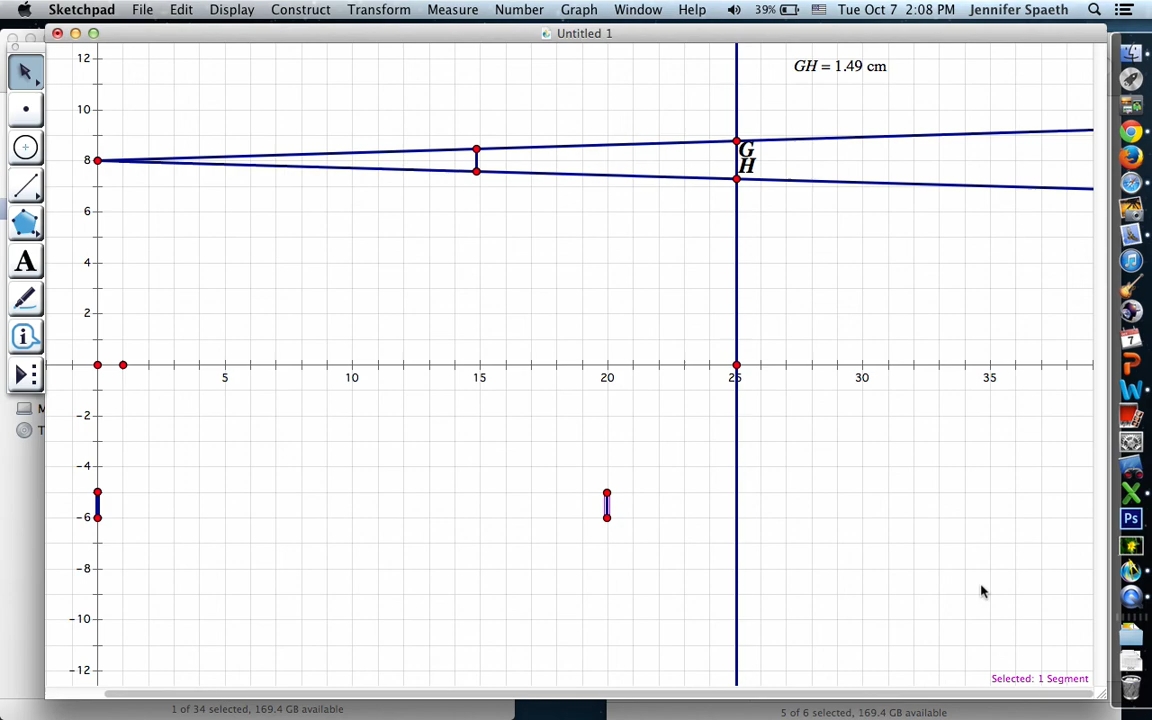 Sketchpad File Edit Display Construct Transform Measure Number Graph Window Help 39% Tue Oct 7 2:08 PM Jennifer Spaeth
Untitled 1
GH = 1.49 cm
12
10
8
6
4
2
-2
-4
-6
-8
-10
-12
5 10 15 20 25 30 35
G
H
A
M
T
7
P
W
X
Ps
Selected: 1 Segment
1 of 34 selected, 169.4 GB available
5 of 6 selected, 169.4 GB available